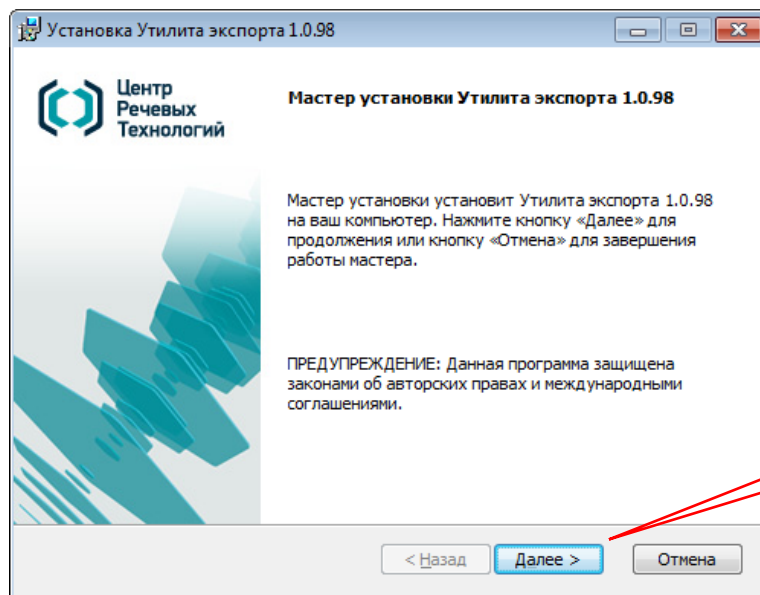 Установка Утилита экспорта 1.0.98
Центр
Речевых
Технологий
Мастер установки Утилита экспорта 1.0.98
Мастер установки установит Утилита экспорта 1.0.98
на ваш компьютер. Нажмите кнопку «Далее» для
продолжения или кнопку «Отмена» для завершения
работы мастера.
ПРЕДУПРЕЖДЕНИЕ: Данная программа защищена
законами об авторских правах и международными
соглашениями.
< Назад Далее > Отмена